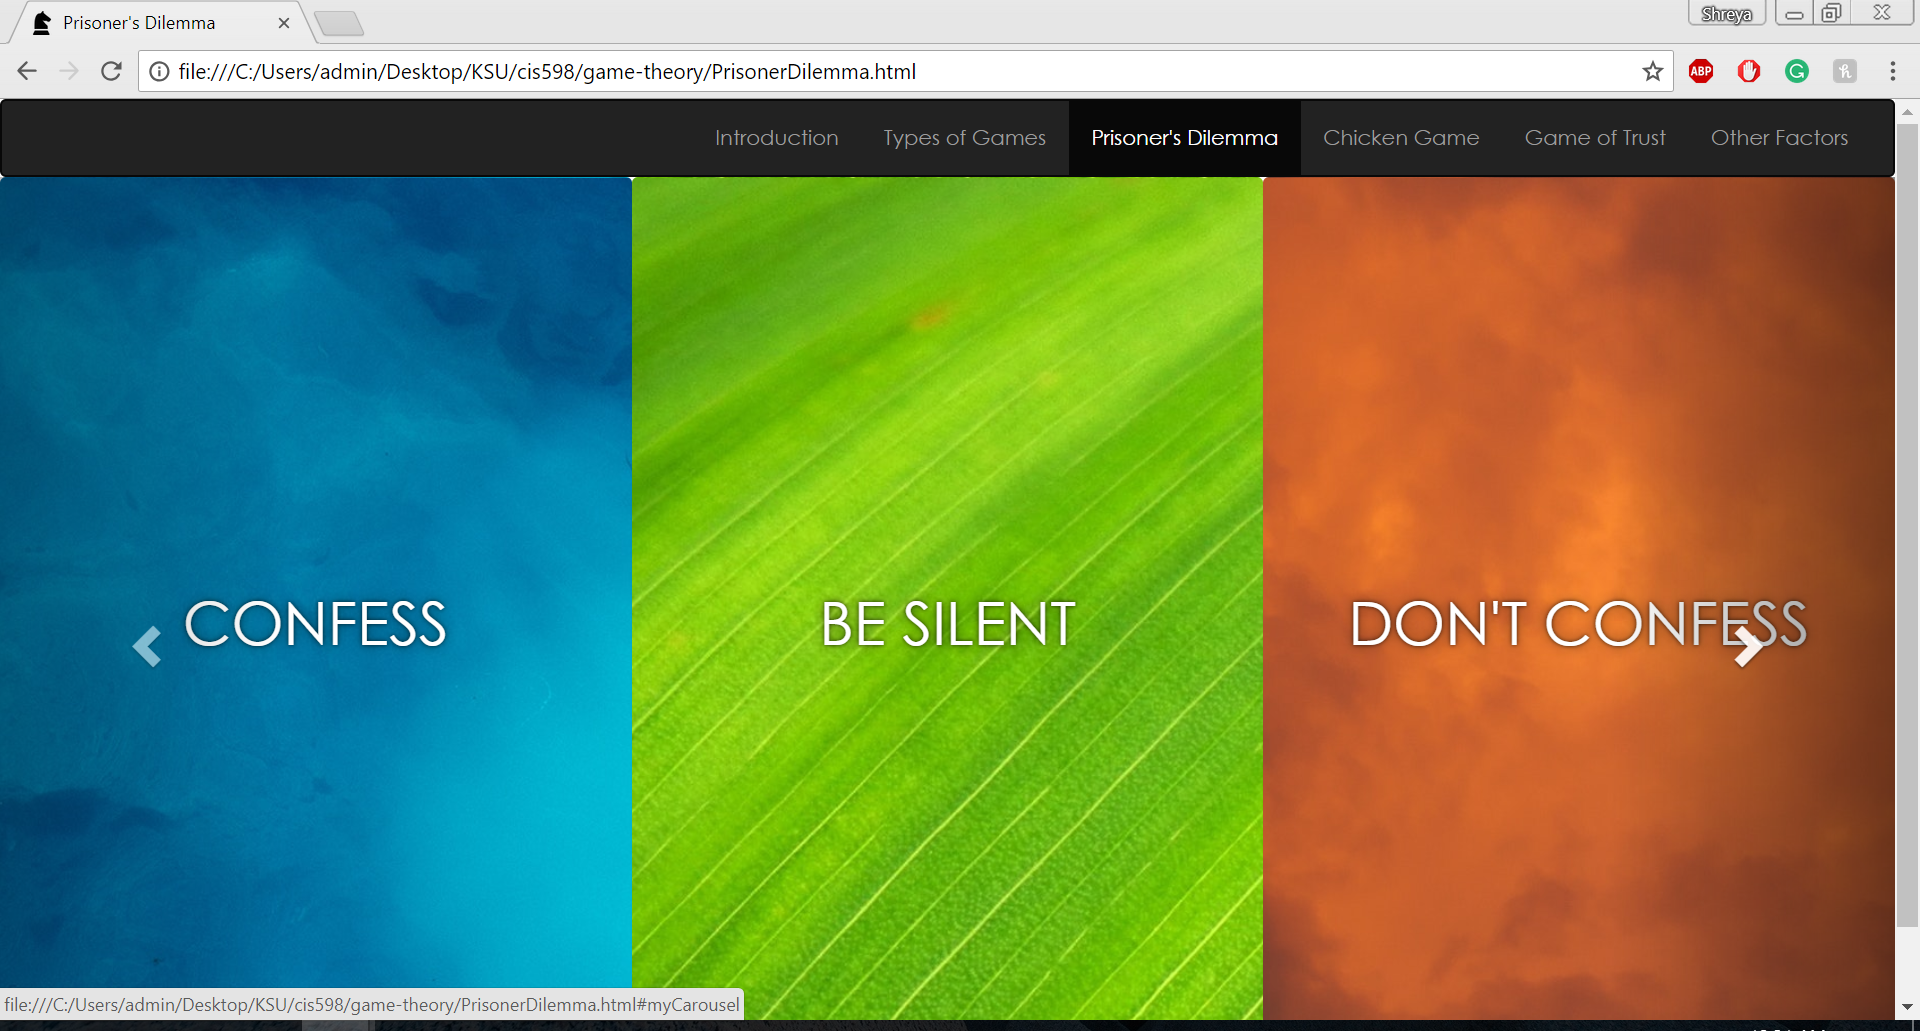 Prisoner's Dilemma
Shreya
file:///C:/Users/admin/Desktop/KSU/cis598/game-theory/PrisonerDilemma.html
ABP
Introduction Types of Games Prisoner's Dilemma Chicken Game Game of Trust Other Factors
CONFESS
BE SILENT
DON'T CONFESS
file:///C:/Users/admin/Desktop/KSU/cis598/game-theory/PrisonerDilemma.html#myCarousel